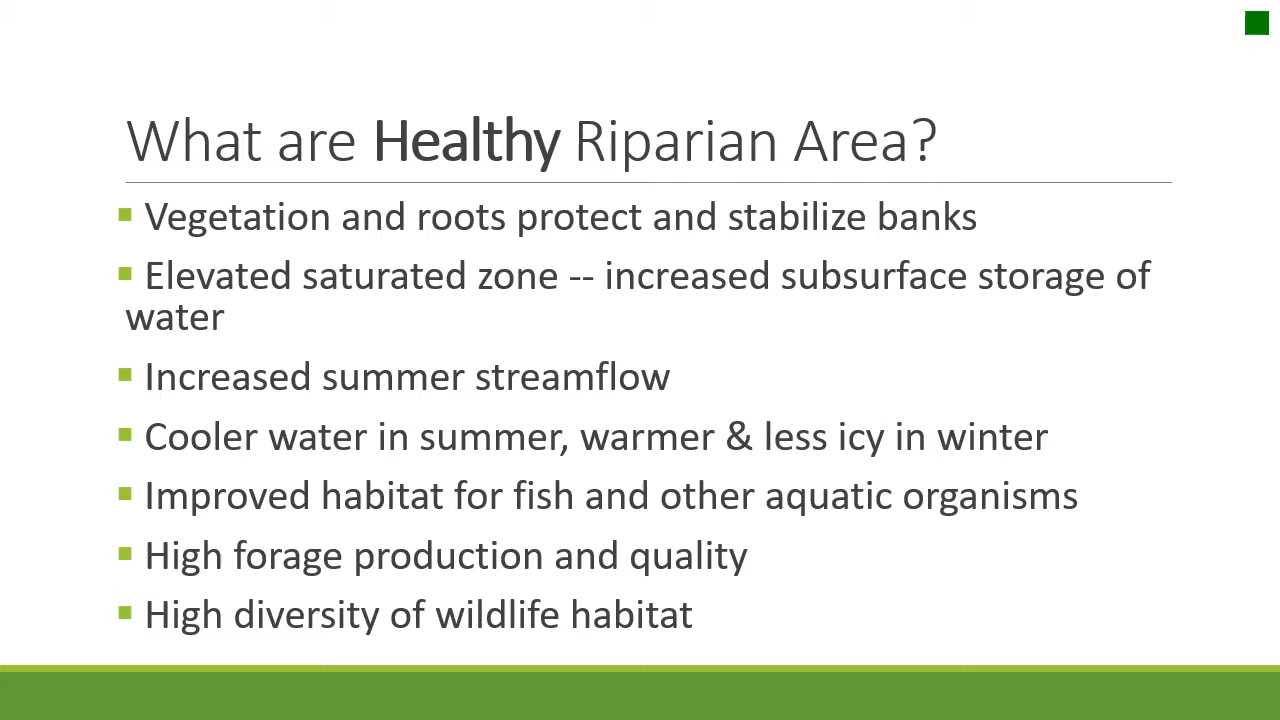 What are Healthy Riparian Area?
▪ Vegetation and roots protect and stabilize banks
▪ Elevated saturated zone -- increased subsurface storage of
water
▪ Increased summer streamflow
▪ Cooler water in summer, warmer & less icy in winter
▪ Improved habitat for fish and other aquatic organisms
▪ High forage production and quality
▪ High diversity of wildlife habitat